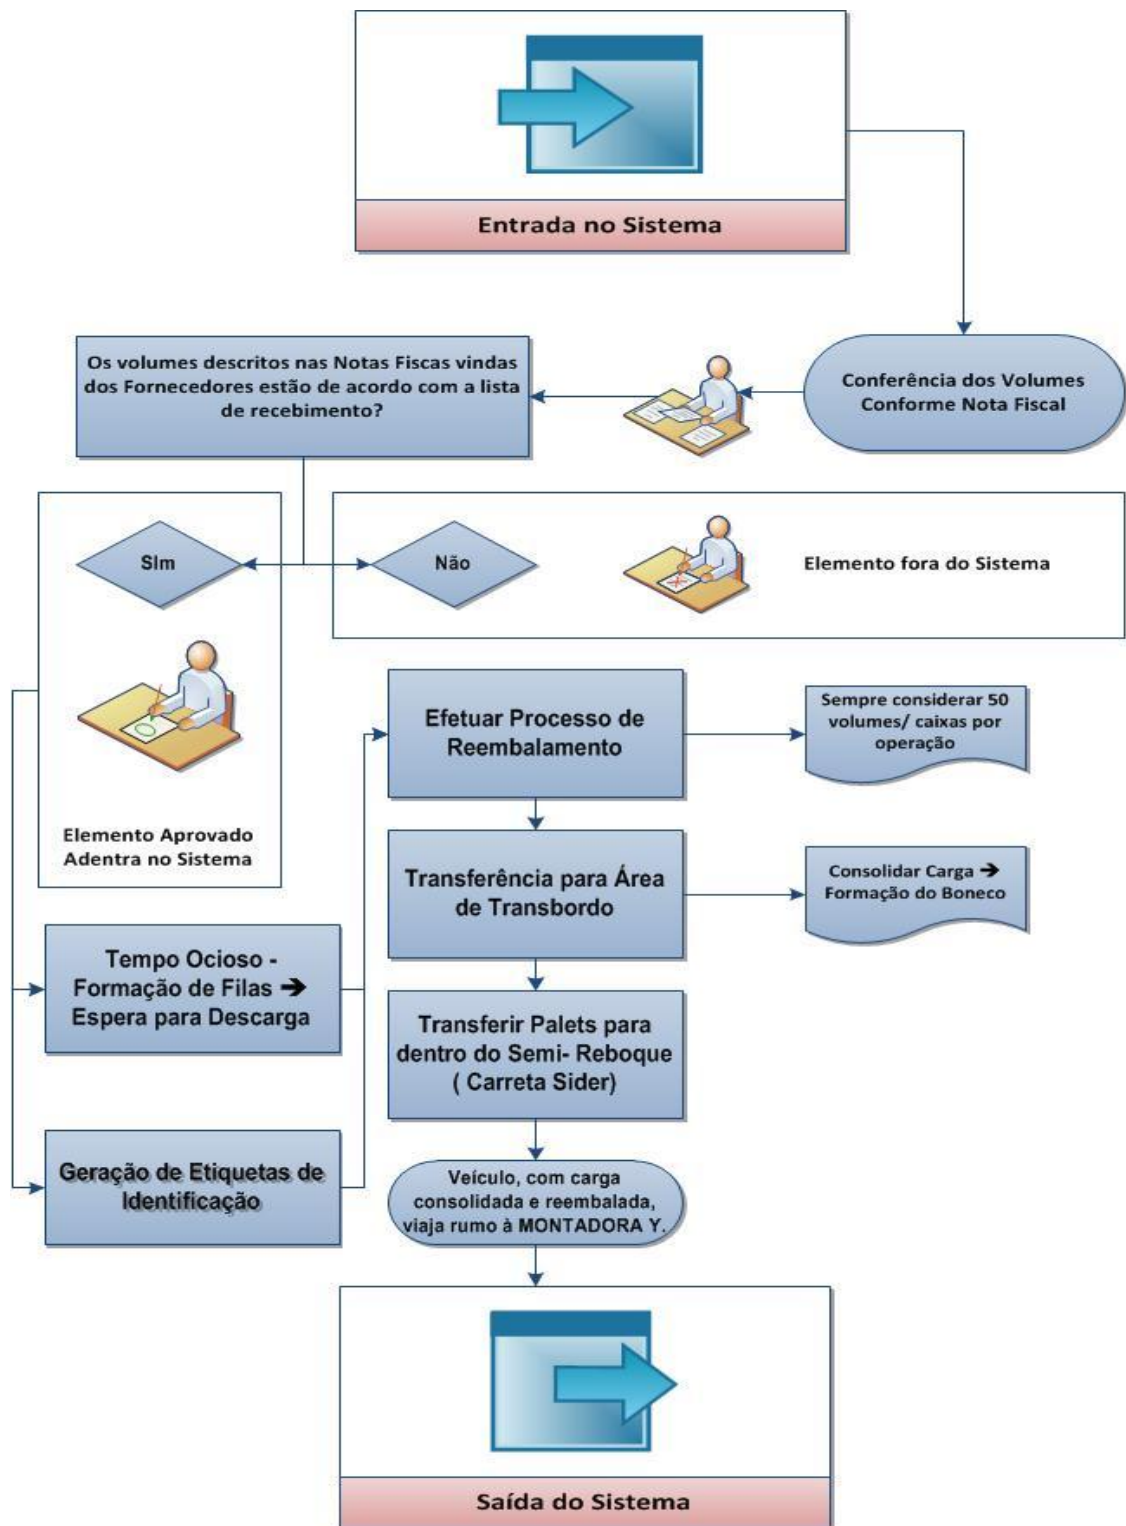 Entrada no Sistema
Os volumes descritos nas Notas Fiscas vindas
dos Fornecedores estão de acordo com a lista
de recebimento?
Conferência dos Volumes
Conforme Nota Fiscal
SIm
Não
Elemento fora do Sistema
Elemento Aprovado
Adentra no Sistema
Efetuar Processo de
Reembalamento
Sempre considerar 50
volumes/ caixas por
operação
Transferência para Área
de Transbordo
Consolidar Carga ➔
Formação do Boneco
Tempo Ocioso -
Formação de Filas ➔
Espera para Descarga
Transferir Palets para
dentro do Semi- Reboque
( Carreta Sider)
Geração de Etiquetas de
Identificação
Veículo, com carga
consolidada e reembalada,
viaja rumo à MONTADORA Y.
Saída do Sistema